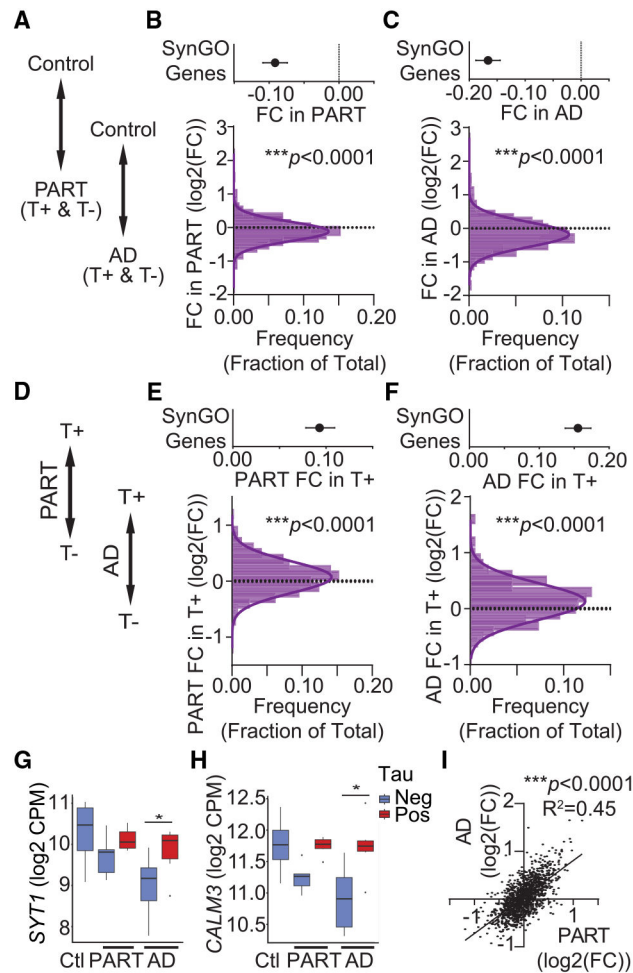 A
Control
Control
PART
(T+ & T-)
AD
(T+ & T-)
B
SynGO
Genes
-0.10
0.00
FC in PART
3
2
1
0
-1
-2
FC in PART (log2(FC))
***p<0.0001
0.00
0.10
0.20
Frequency
(Fraction of Total)
C
SynGO
Genes
-0.20
-0.10
0.00
FC in AD
3
2
1
0
-1
-2
FC in AD (log2(FC))
***p<0.0001
0.00
0.10
Frequency
(Fraction of Total)
D
T+
PART
T-
T+
AD
T-
E
SynGO
Genes
0.00
0.10
PART FC in T+
1
0
-1
PART FC in T+ (log2(FC))
***p<0.0001
0.00
0.10
0.20
Frequency
(Fraction of Total)
F
SynGO
Genes
0.00
0.10
0.20
AD FC in T+
2
1
0
-1
AD FC in T+ (log2(FC))
***p<0.0001
0.00
0.10
Frequency
(Fraction of Total)
G
SYT1 (log2 CPM)
11
10
9
8
*
Ctl PART AD
H
CALM3 (log2 CPM)
12.5
12.0
11.5
11.0
10.5
*
Ctl PART AD
Tau
Neg
Pos
I
***p<0.0001
R²=0.45
AD
(log2(FC))
2
1
-1
-1
1
PART
(log2(FC))